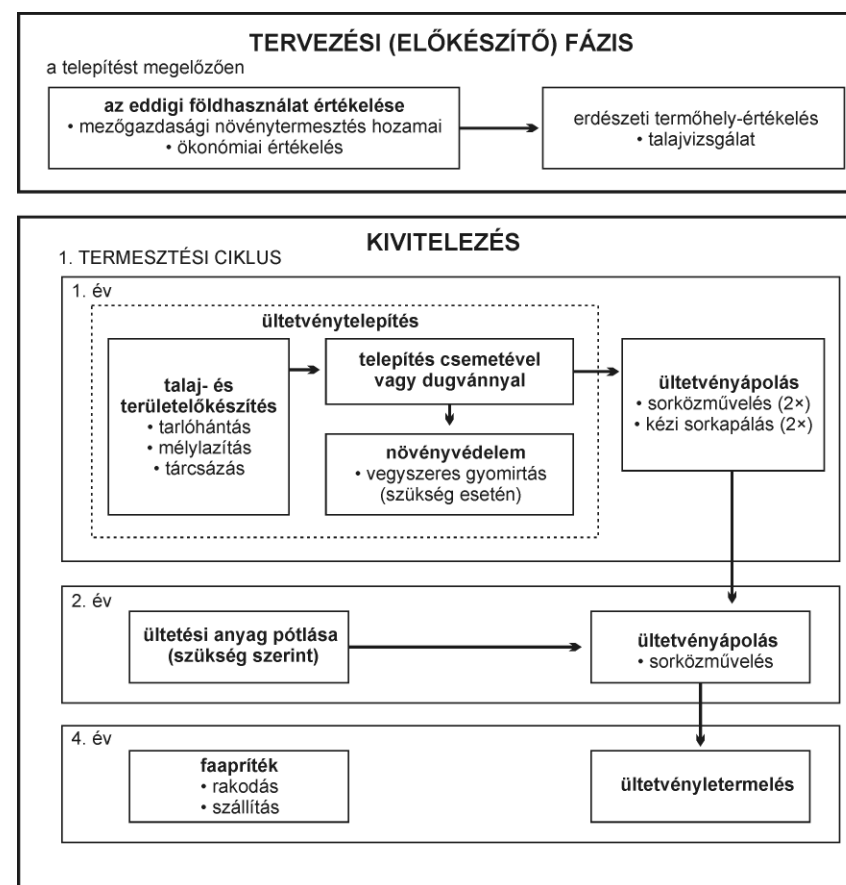 TERVEZÉSI (ELŐKÉSZÍTŐ) FÁZIS
a telepítést megelőzően
az eddigi földhasználat értékelése
• mezőgazdasági növénytermesztés hozamai
• ökonómiai értékelés
erdészeti termőhely-értékelés
• talajvizsgálat
KIVITELEZÉS
1. TERMESZTÉSI CIKLUS
1. év
ültetvénytelepítés
talaj- és
területelőkészítés
• tarlóhántás
• mélylazítás
• tárcsázás
telepítés csemetével
vagy dugvánnyal
növényvédelem
• vegyszeres gyomirtás
(szükség esetén)
ültetvényápolás
• sorközművelés (2×)
• kézi sorkapálás (2×)
2. év
ültetési anyag pótlása
(szükség szerint)
ültetvényápolás
• sorközművelés
4. év
faapríték
• rakodás
• szállítás
ültetvényletermelés